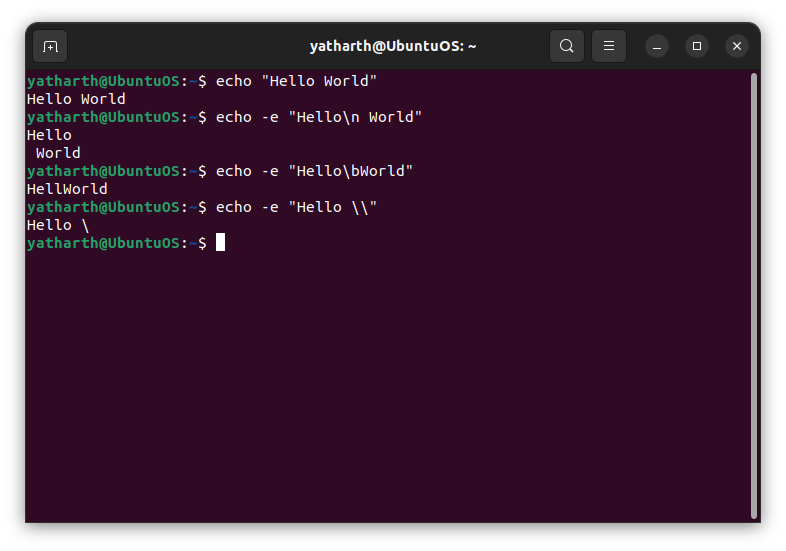 yatharth@UbuntuOS: ~
yatharth@UbuntuOS:~$ echo "Hello World"
Hello World
yatharth@UbuntuOS:~$ echo -e "Hello\n World"
Hello
 World
yatharth@UbuntuOS:~$ echo -e "Hello\bWorld"
HellWorld
yatharth@UbuntuOS:~$ echo -e "Hello \\"
Hello \
yatharth@UbuntuOS:~$